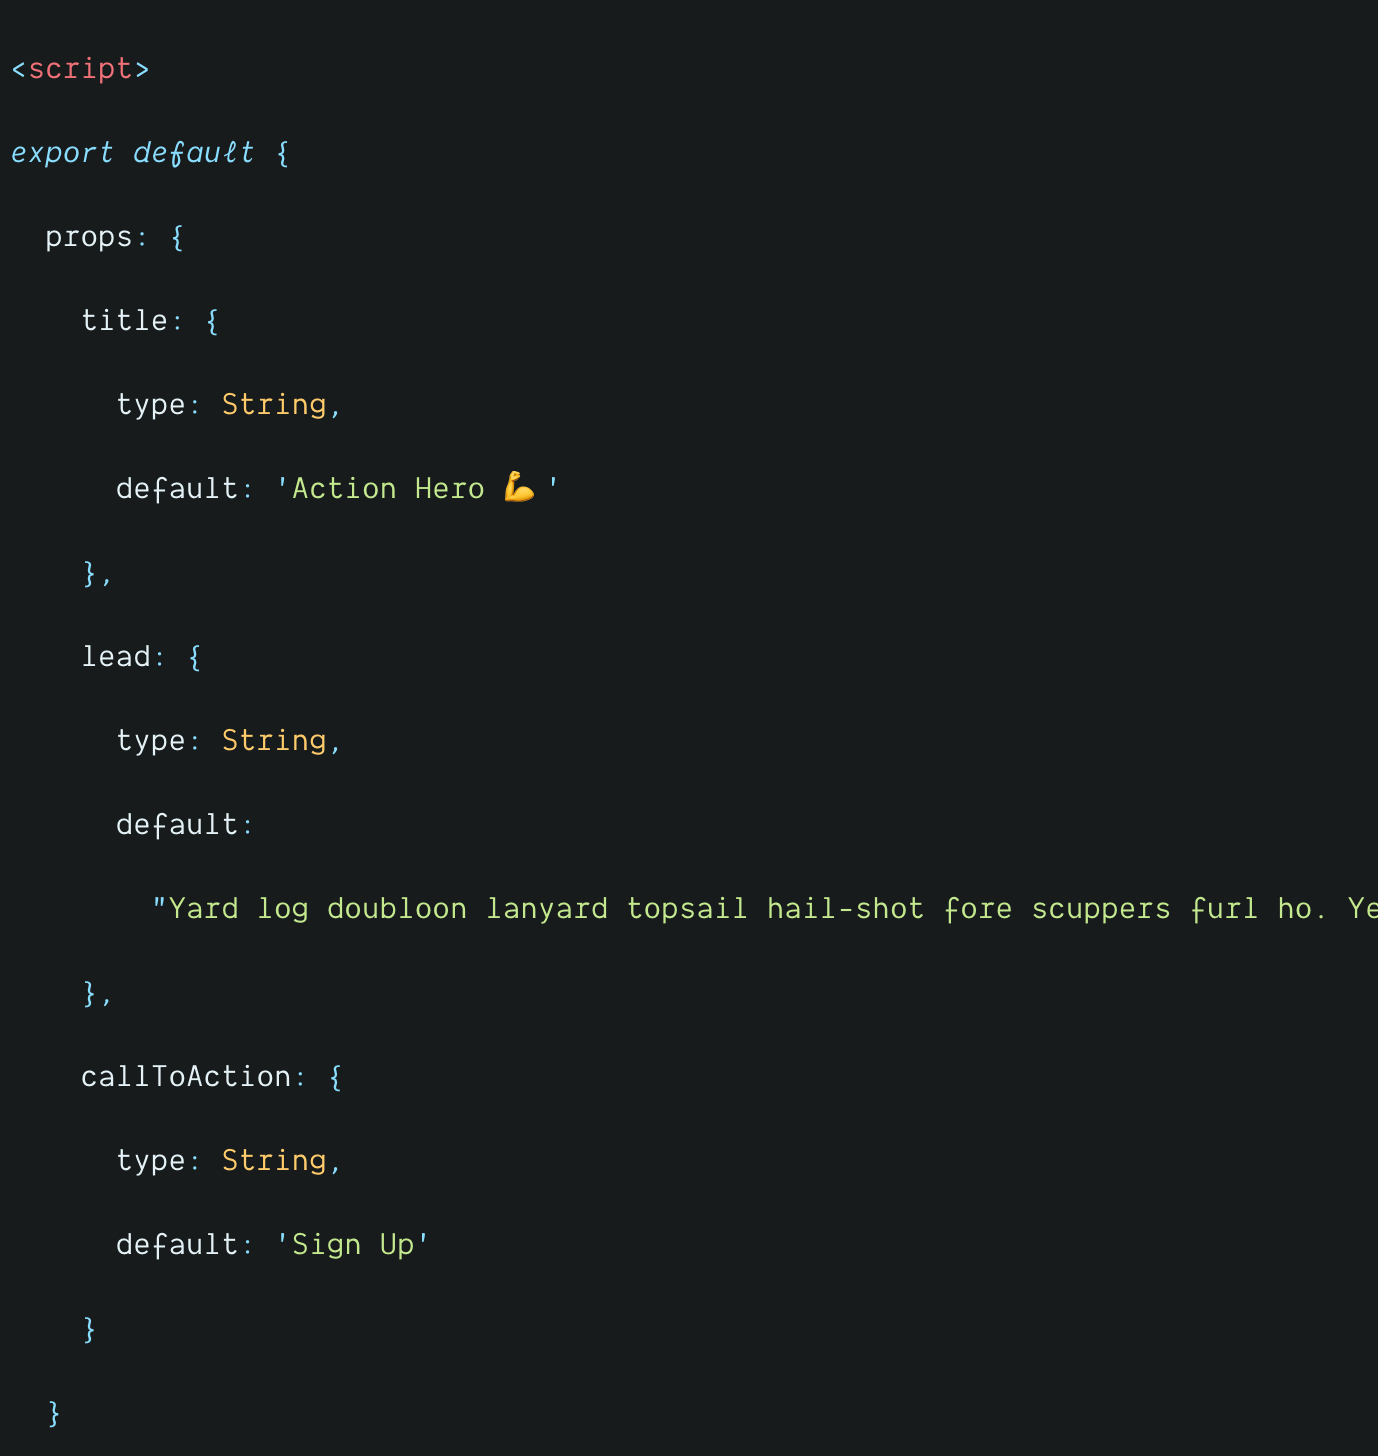 <script>
export default {
  props: {
    title: {
      type: String,
      default: 'Action Hero 💪 '
    },
    lead: {
      type: String,
      default:
        "Yard log doubloon lanyard topsail hail-shot fore scuppers furl ho. Ye
    },
    callToAction: {
      type: String,
      default: 'Sign Up'
    }
  }